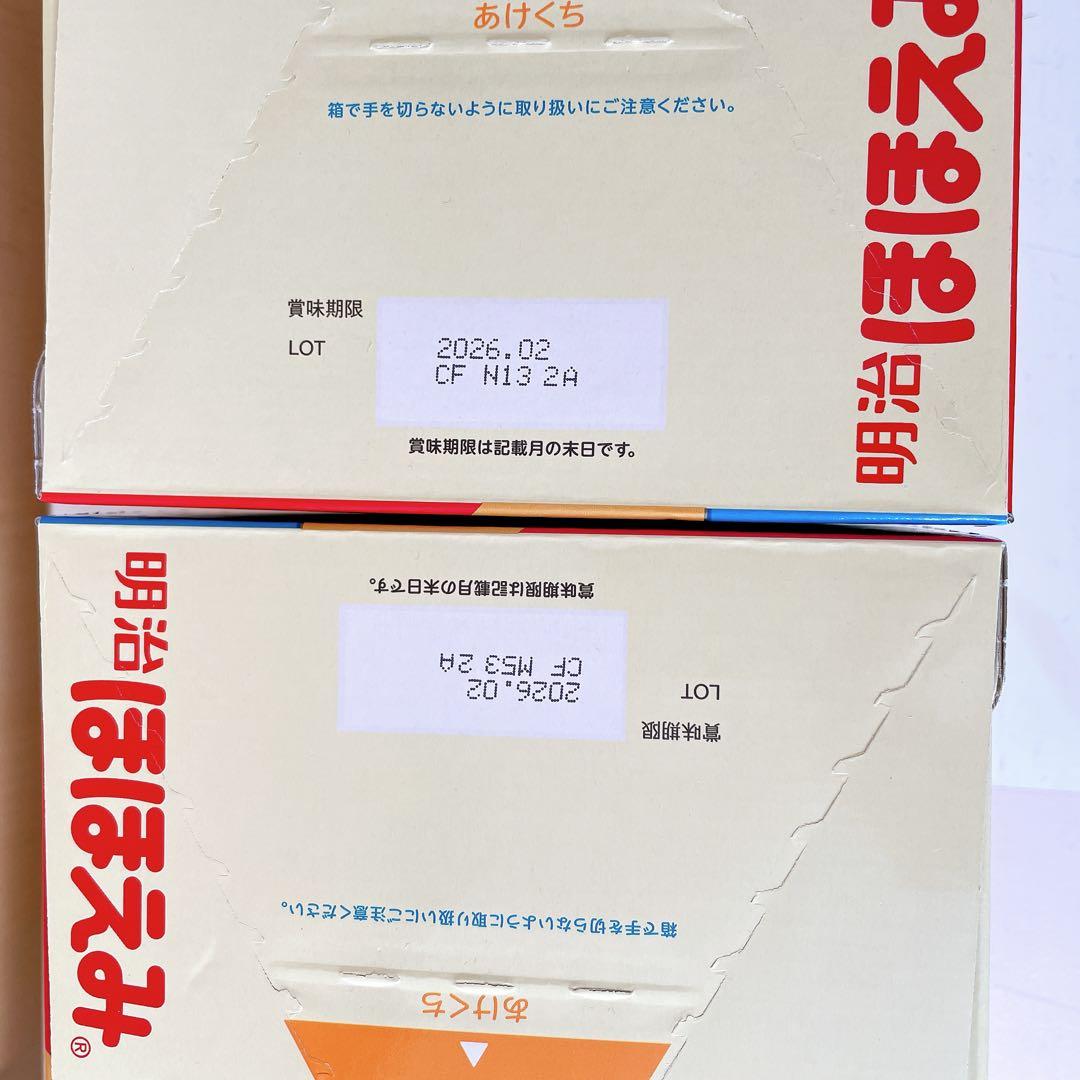 あけくち
箱で手を切らないように取り扱いにご注意ください。
賞味期限
LOT
2026.02
CF N13 2A
賞味期限は記載月の末日です。
明治ほほえみ
明治ほほえみ®
あけくち
箱で手を切らないように取り扱いにご注意ください。
賞味期限
LOT
2026.02
CF M53 2A
賞味期限は記載月の末日です。